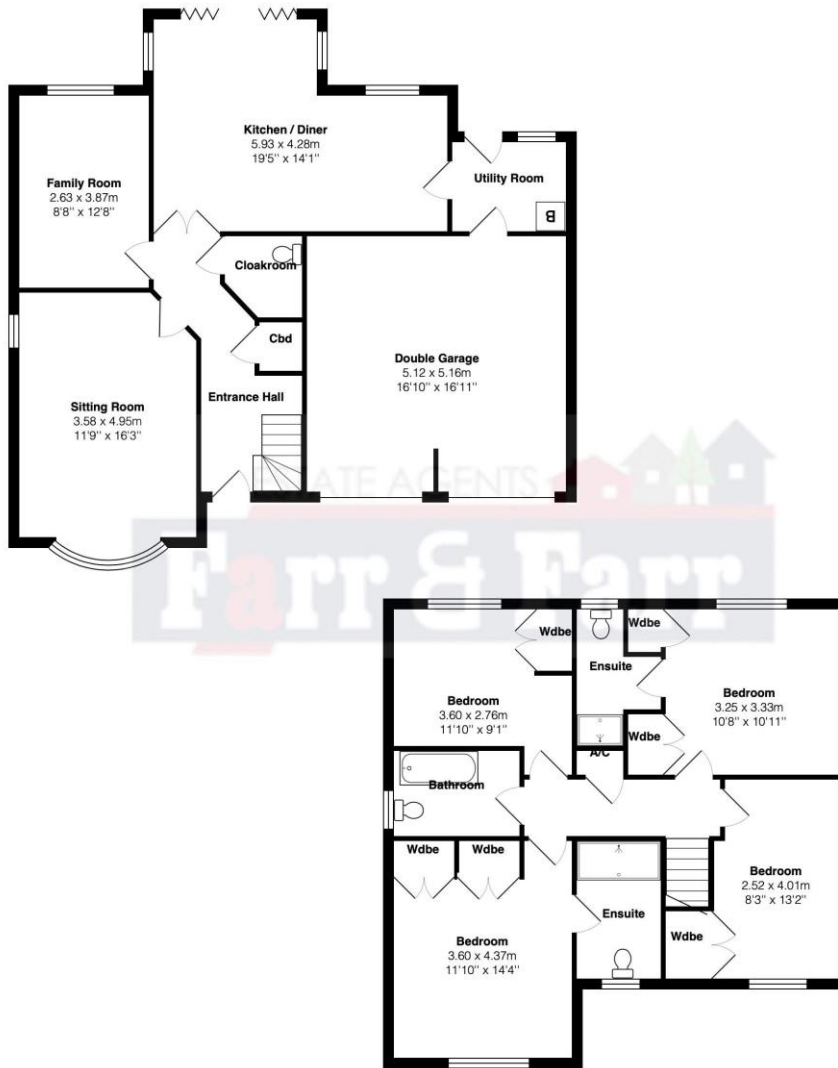 Kitchen / Diner
5.93 x 4.28m
19'5" x 14'1"
Family Room
2.63 x 3.87m
8'8" x 12'8"
Utility Room
B
Cloakroom
Cbd
Double Garage
5.12 x 5.16m
16'10" x 16'11"
Entrance Hall
Sitting Room
3.58 x 4.95m
11'9" x 16'3"
ESTATE AGENTS
Farr & Farr
Wdbe
Wdbe
Ensuite
Bedroom
3.60 x 2.76m
11'10" x 9'1"
Bedroom
3.25 x 3.33m
10'8" x 10'11"
Wdbe
A/C
Bathroom
Wdbe
Wdbe
Bedroom
2.52 x 4.01m
8'3" x 13'2"
Ensuite
Wdbe
Bedroom
3.60 x 4.37m
11'10" x 14'4"